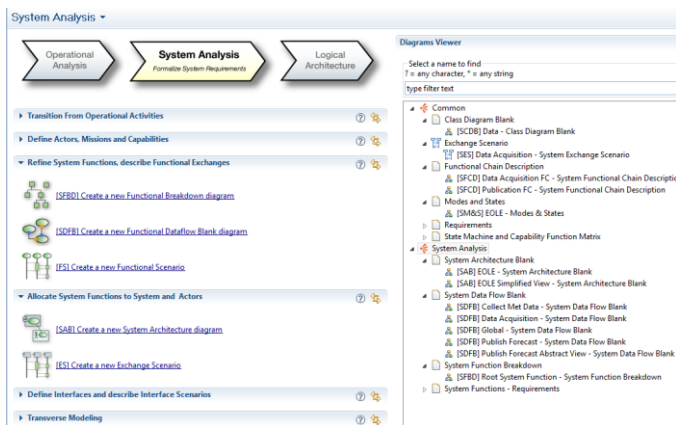 System Analysis
Operational
Analysis
System Analysis
Formalize System Requirements
Logical
Architecture
Transition From Operational Activities
Define Actors, Missions and Capabilities
Refine System Functions, describe Functional Exchanges
[SFBD] Create a new Functional Breakdown diagram
[SDFB] Create a new Functional Dataflow Blank diagram
[FS] Create a new Functional Scenario
Allocate System Functions to System and Actors
[SAB] Create a new System Architecture diagram
[ES] Create a new Exchange Scenario
Define Interfaces and describe Interface Scenarios
Transverse Modeling
Diagrams Viewer
Select a name to find
? = any character, * = any string
type filter text
Common
Class Diagram Blank
[SCDB] Data - Class Diagram Blank
Exchange Scenario
[SES] Data Acquisition - System Exchange Scenario
Functional Chain Description
[SFCD] Data Acquisition FC - System Functional Chain Descriptio
[SFCD] Publication FC - System Functional Chain Description
Modes and States
[SM&S] EOLE - Modes & States
Requirements
State Machine and Capability Function Matrix
System Analysis
System Architecture Blank
[SAB] EOLE - System Architecture Blank
[SAB] EOLE Simplified View - System Architecture Blank
System Data Flow Blank
[SDFB] Collect Met Data - System Data Flow Blank
[SDFB] Data Acquisition - System Data Flow Blank
[SDFB] Global - System Data Flow Blank
[SDFB] Publish Forecast - System Data Flow Blank
[SDFB] Publish Forecast Abstract View - System Data Flow Blank
System Function Breakdown
[SFBD] Root System Function - System Function Breakdown
System Functions - Requirements